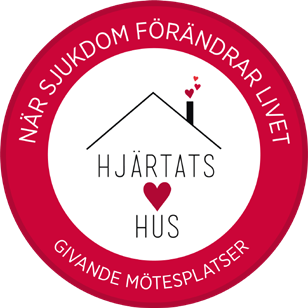 NÄR SJUKDOM FÖRÄNDRAR LIVET
HJÄRTATS
HUS
GIVANDE MÖTESPLATSER